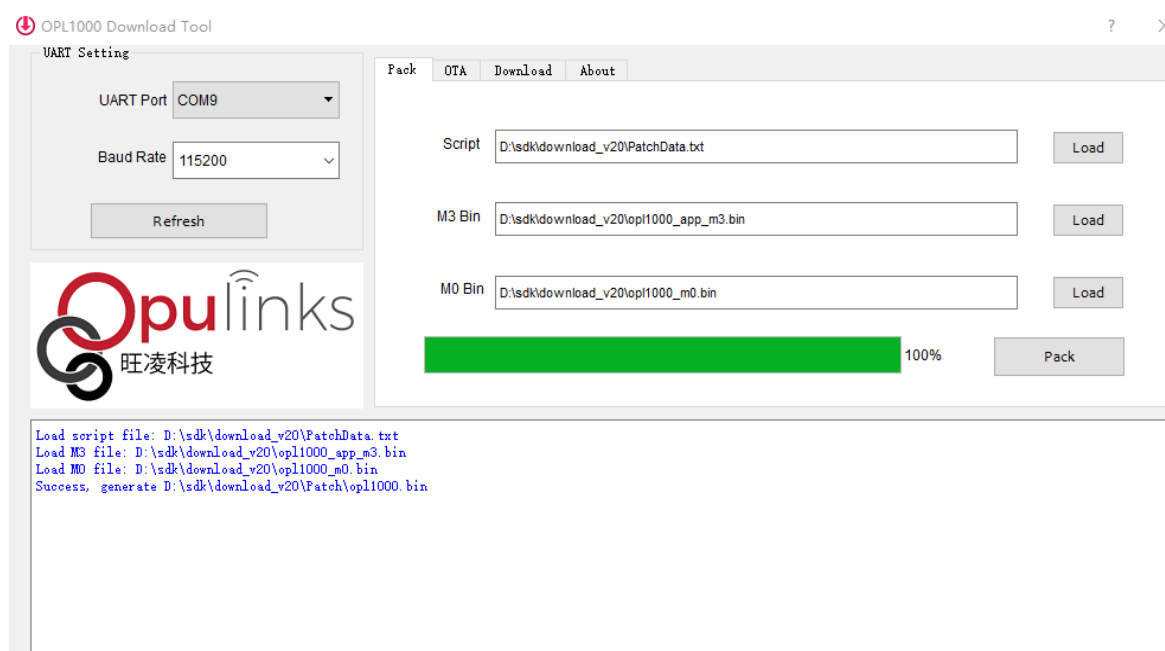 OPL1000 Download Tool
?
UART Setting
UART Port COM9
Baud Rate 115200
Refresh
Opulinks
旺凌科技
Pack OTA Download About
Script D:\sdk\download_v20\PatchData.txt Load
M3 Bin D:\sdk\download_v20\opl1000_app_m3.bin Load
M0 Bin D:\sdk\download_v20\opl1000_m0.bin Load
100% Pack
Load script file: D:\sdk\download_v20\PatchData.txt
Load M3 file: D:\sdk\download_v20\opl1000_app_m3.bin
Load M0 file: D:\sdk\download_v20\opl1000_m0.bin
Success, generate D:\sdk\download_v20\Patch\opl1000.bin